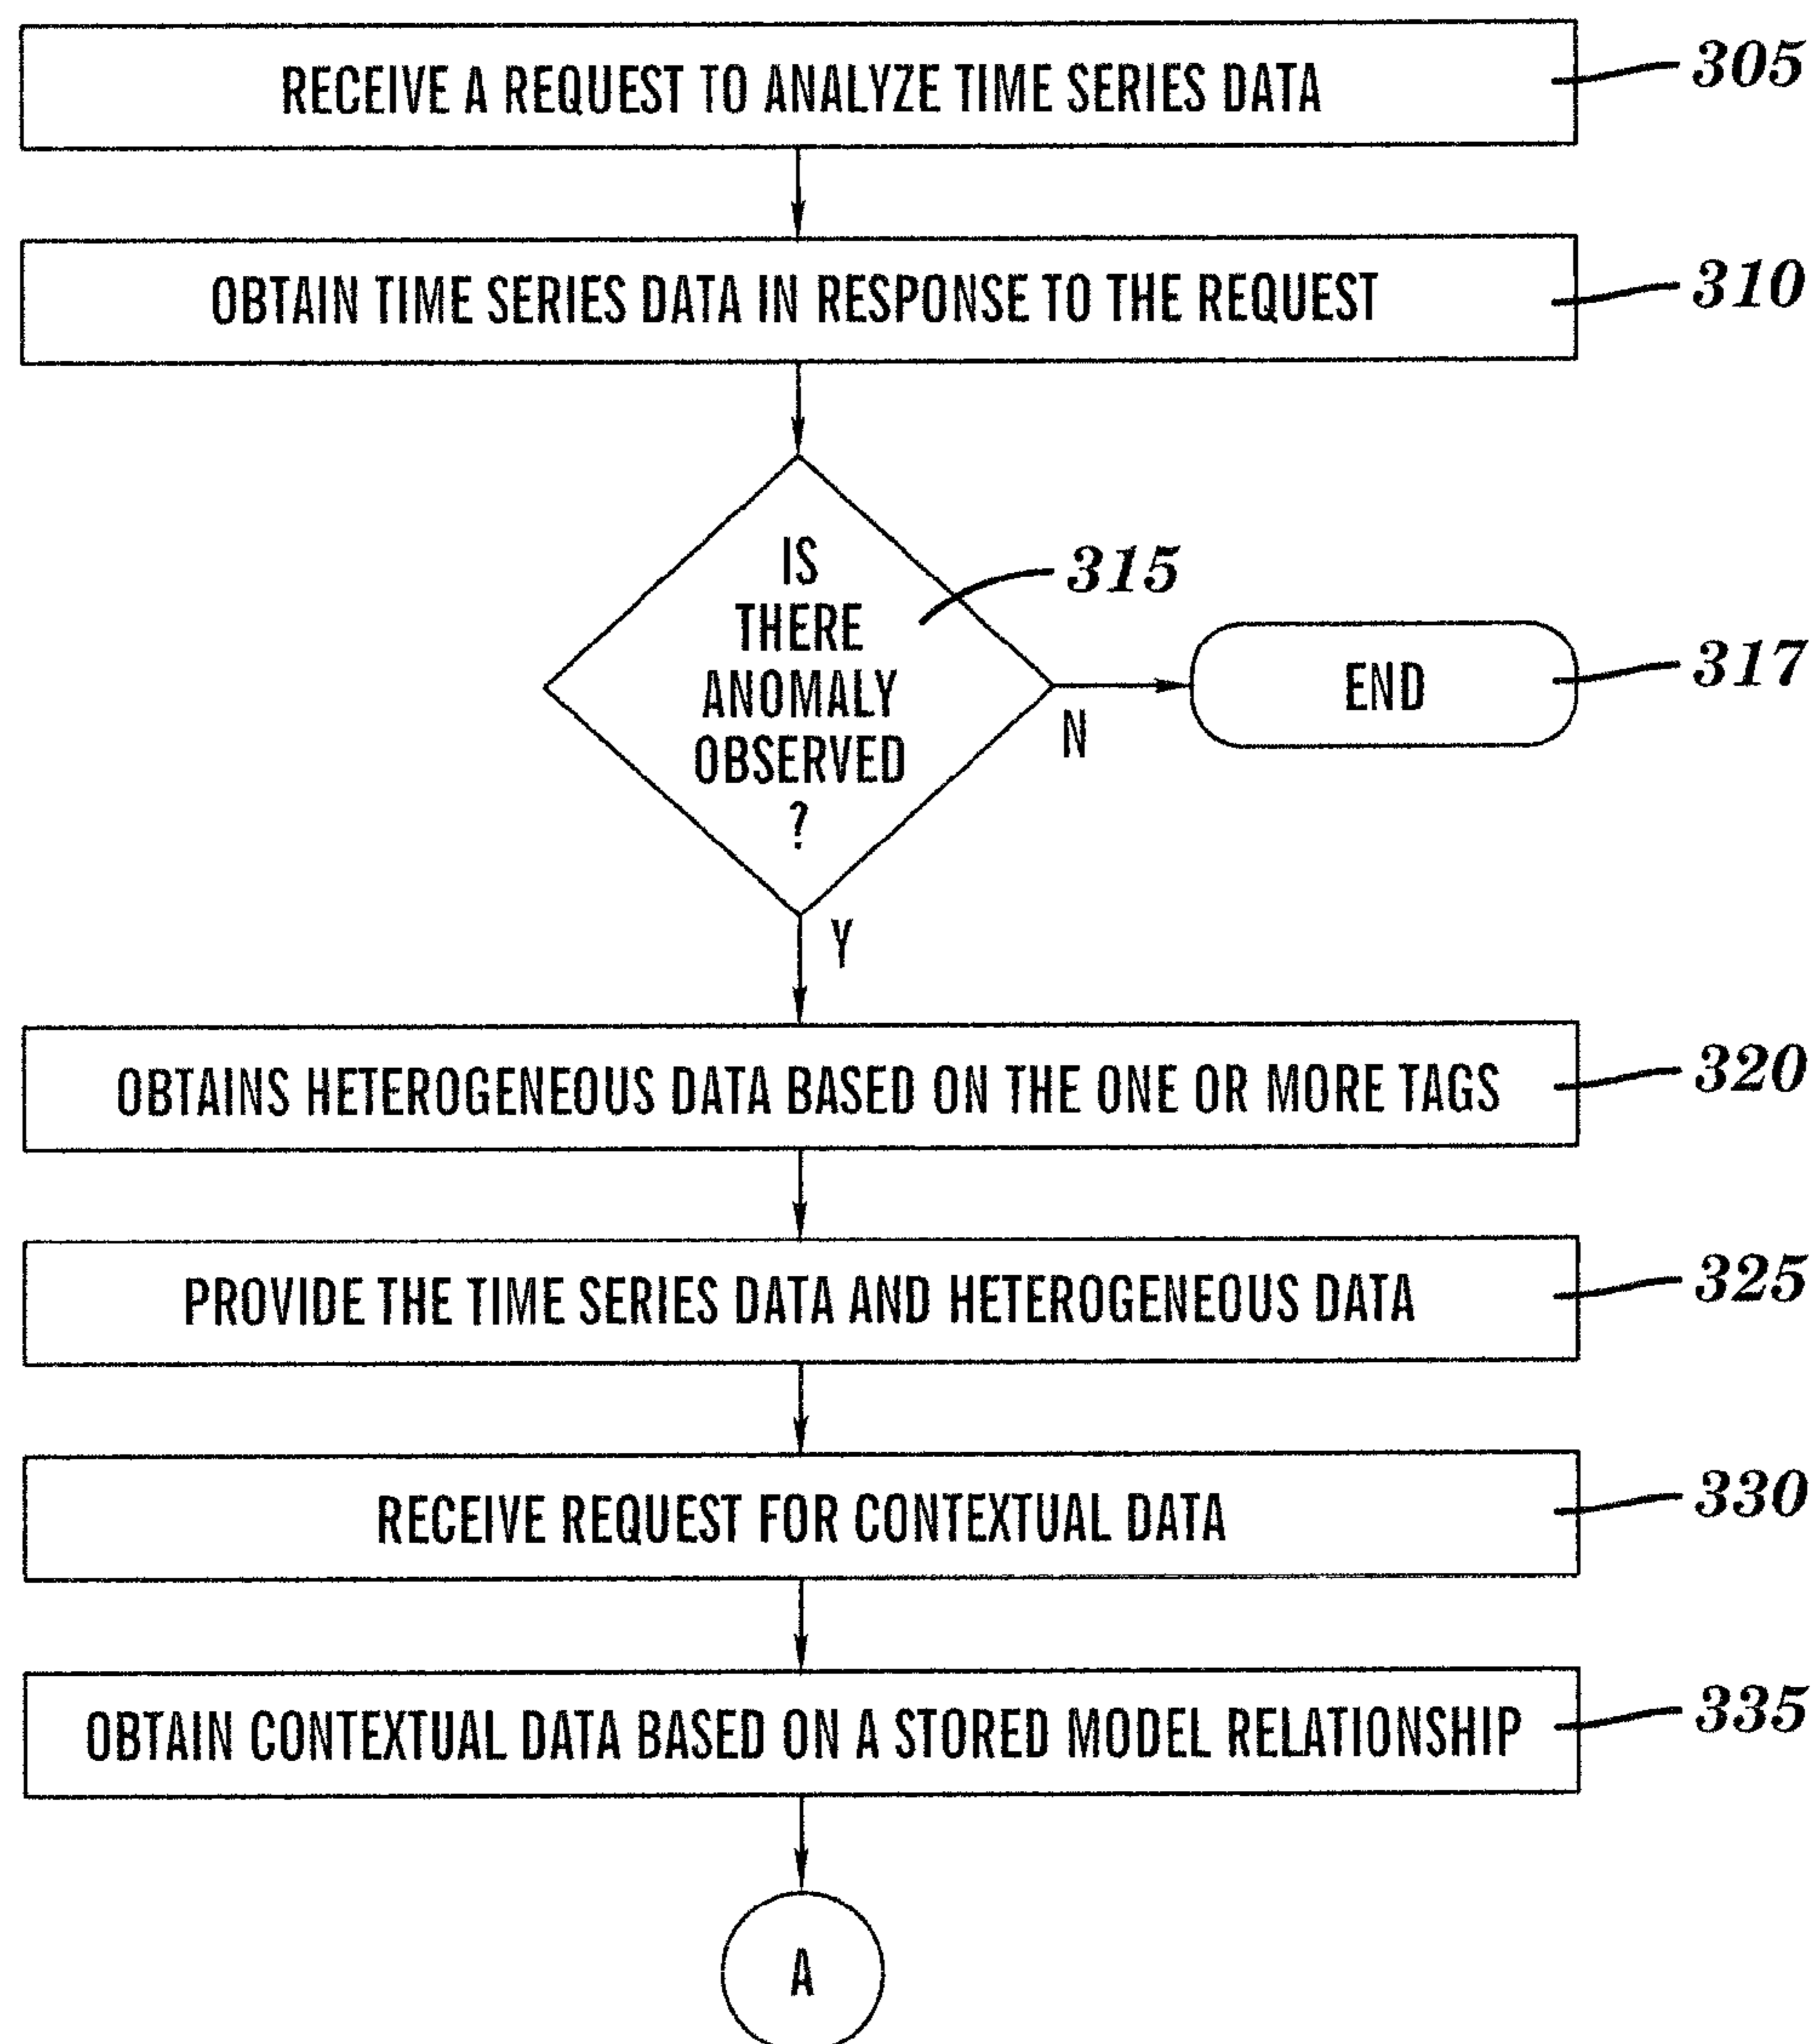 RECEIVE A REQUEST TO ANALYZE TIME SERIES DATA
305
OBTAIN TIME SERIES DATA IN RESPONSE TO THE REQUEST
310
IS
THERE
ANOMALY
OBSERVED
?
315
N
END
317
Y
OBTAINS HETEROGENEOUS DATA BASED ON THE ONE OR MORE TAGS
320
PROVIDE THE TIME SERIES DATA AND HETEROGENEOUS DATA
325
RECEIVE REQUEST FOR CONTEXTUAL DATA
330
OBTAIN CONTEXTUAL DATA BASED ON A STORED MODEL RELATIONSHIP
335
A